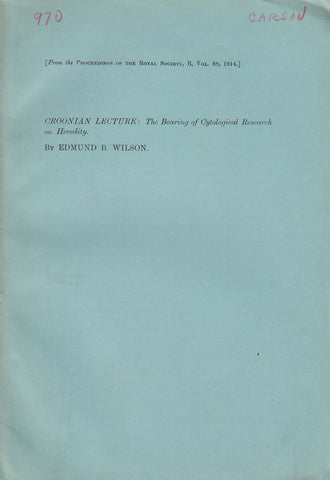 970 CARSON
[From the PROCEEDINGS OF THE ROYAL SOCIETY, B, VOL. 88, 1914.]
CROONIAN LECTURE: The Bearing of Cytological Research
on Heredity.
BY EDMUND B. WILSON.